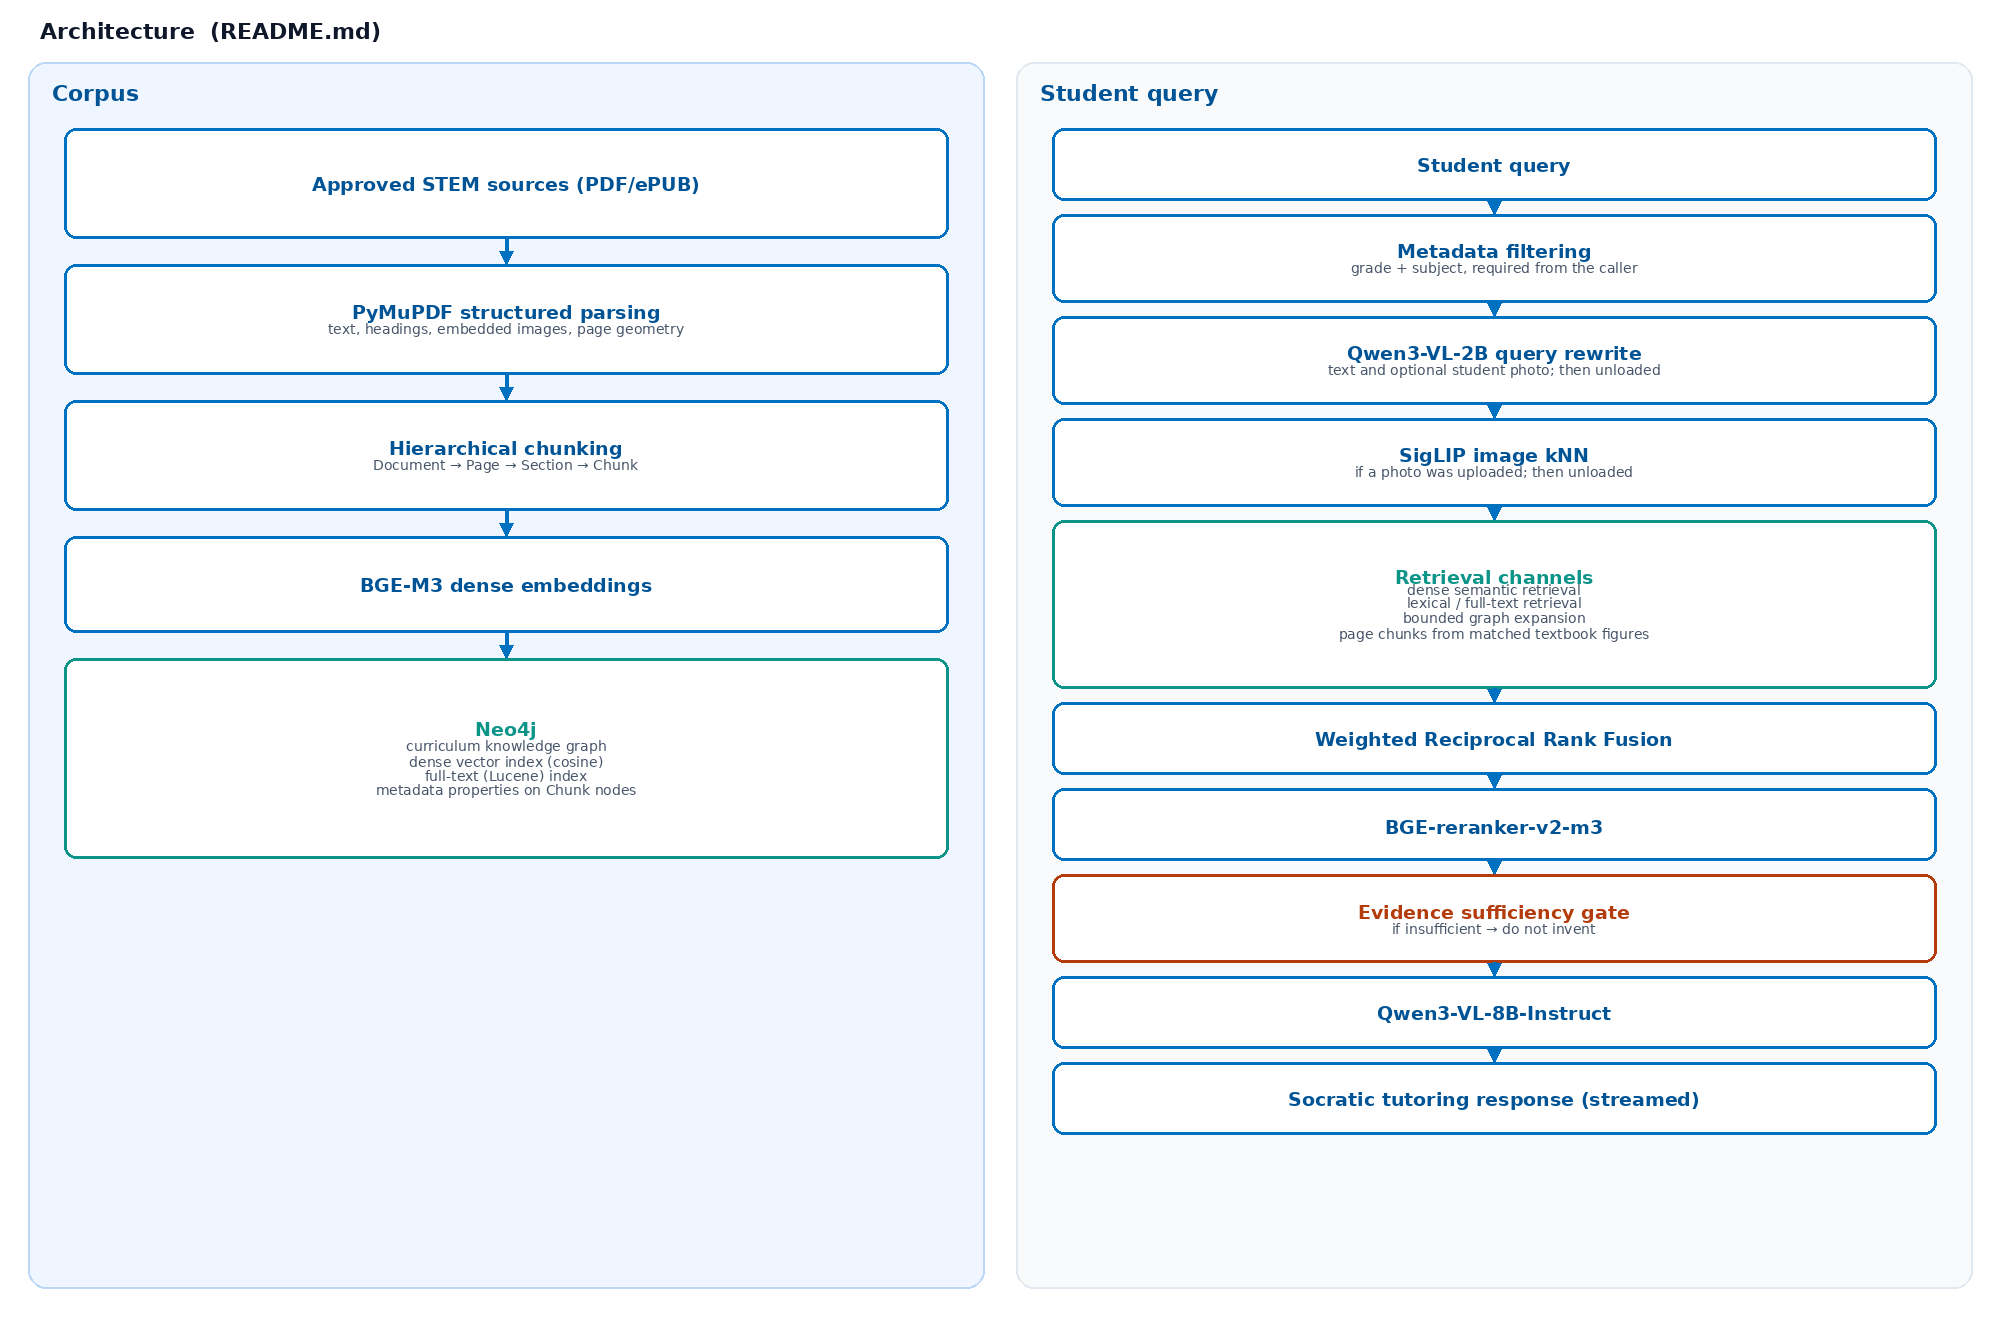 Architecture (README.md)
Corpus
Approved STEM sources (PDF/ePUB)
PyMuPDF structured parsing
text, headings, embedded images, page geometry
Hierarchical chunking
Document → Page → Section → Chunk
BGE-M3 dense embeddings
Neo4j
curriculum knowledge graph
dense vector index (cosine)
full-text (Lucene) index
metadata properties on Chunk nodes
Student query
Student query
Metadata filtering
grade + subject, required from the caller
Qwen3-VL-2B query rewrite
text and optional student photo; then unloaded
SigLIP image kNN
if a photo was uploaded; then unloaded
Retrieval channels
dense semantic retrieval
lexical / full-text retrieval
bounded graph expansion
page chunks from matched textbook figures
Weighted Reciprocal Rank Fusion
BGE-reranker-v2-m3
Evidence sufficiency gate
if insufficient → do not invent
Qwen3-VL-8B-Instruct
Socratic tutoring response (streamed)